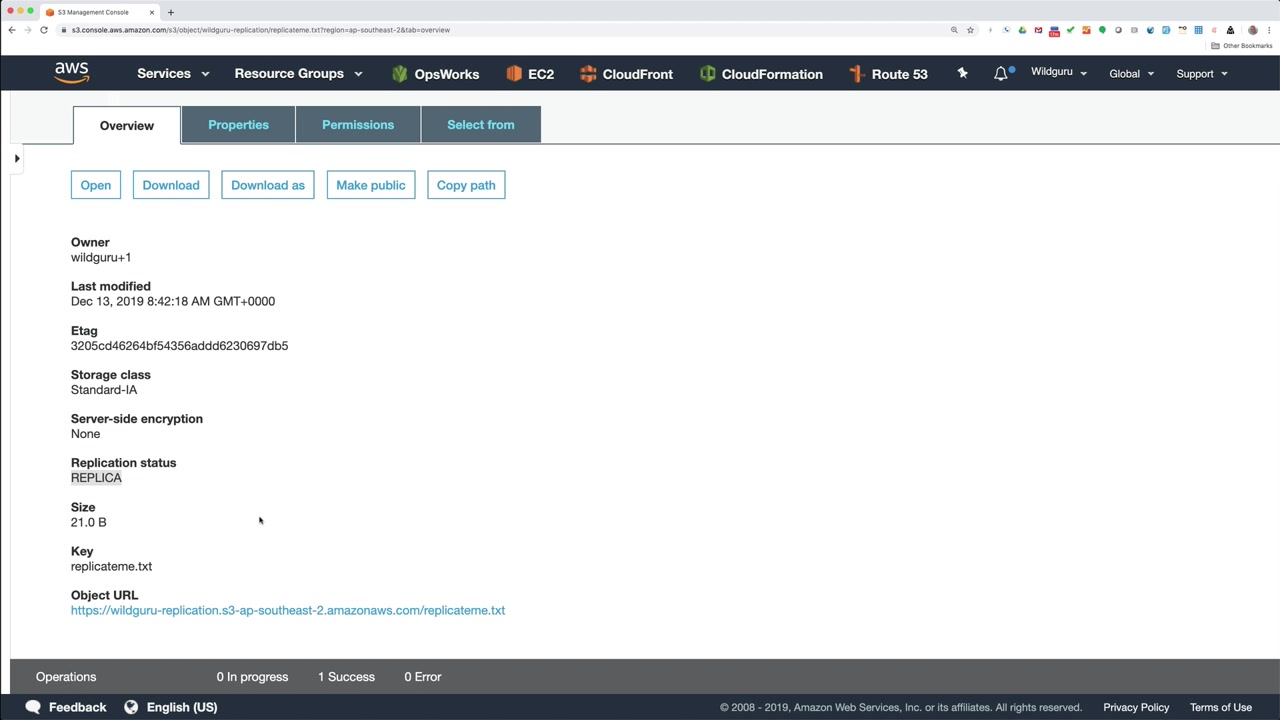 S3 Management Console
s3.console.aws.amazon.com/s3/object/wildguru-replication/replicateme.txt?region=ap-southeast-2&tab=overview
Other Bookmarks
aws
Services
Resource Groups
OpsWorks
EC2
CloudFront
CloudFormation
Route 53
Wildguru
Global
Support
Overview
Properties
Permissions
Select from
Open
Download
Download as
Make public
Copy path
Owner
wildguru+1
Last modified
Dec 13, 2019 8:42:18 AM GMT+0000
Etag
3205cd46264bf54356addd6230697db5
Storage class
Standard-IA
Server-side encryption
None
Replication status
REPLICA
Size
21.0 B
Key
replicateme.txt
Object URL
https://wildguru-replication.s3-ap-southeast-2.amazonaws.com/replicateme.txt
Operations
0 In progress
1 Success
0 Error
Feedback
English (US)
© 2008 - 2019, Amazon Web Services, Inc. or its affiliates. All rights reserved.
Privacy Policy
Terms of Use